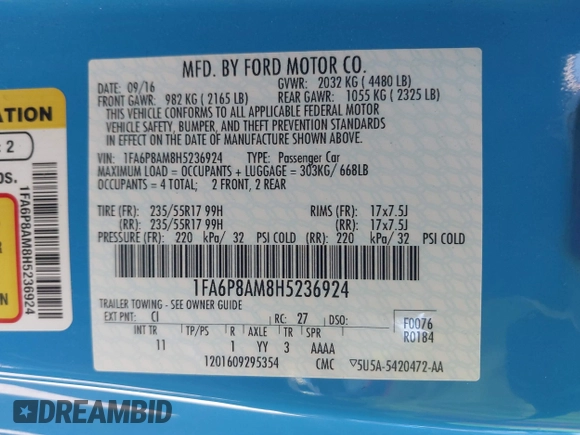 MFD. BY FORD MOTOR CO.
DATE: 09/16 GVWR: 2032 KG (4480 LB)
FRONT GAWR: 982 KG (2165 LB) REAR GAWR: 1055 KG (2325 LB)
THIS VEHICLE CONFORMS TO ALL APPLICABLE FEDERAL MOTOR
VEHICLE SAFETY, BUMPER, AND THEFT PREVENTION STANDARDS
IN EFFECT ON THE DATE OF MANUFACTURE SHOWN ABOVE.
VIN: 1FA6P8AM8H5236924 TYPE: Passenger Car
MAXIMUM LOAD = OCCUPANTS + LUGGAGE = 303KG/668LB
OCCUPANTS = 4 TOTAL; 2 FRONT, 2 REAR
TIRE (FR): 235/55R17 99H RIMS (FR): 17x7.5J
(RR): 235/55R17 99H (RR): 17x7.5J
PRESSURE (FR): 220 kPa/ 32 PSI COLD (RR): 220 kPa/ 32 PSI COLD
1FA6P8AM8H5236924
TRAILER TOWING - SEE OWNER GUIDE
EXT PNT: CI RC: 27 DSO: F0076
R0184
INT TR TP/PS R AXLE TR SPR
11 1 YY 3 AAAA
1201609295354 CMC ▽5U5A-5420472-AA
ATION
: 2
OS.
1FA6P8AM8H5236924
R
ON
DREAMBID